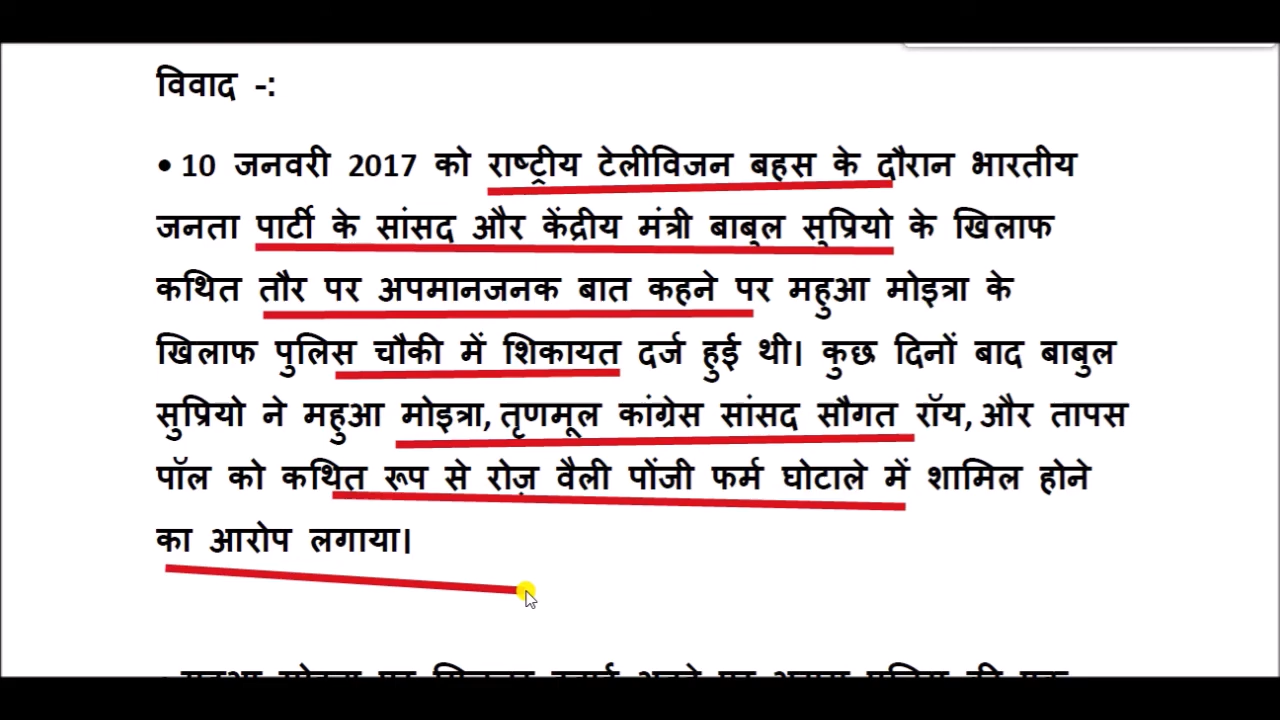 विवाद -:
• 10 जनवरी 2017 को राष्ट्रीय टेलीविजन बहस के दौरान भारतीय
जनता पार्टी के सांसद और केंद्रीय मंत्री बाबुल सुप्रियो के खिलाफ
कथित तौर पर अपमानजनक बात कहने पर महुआ मोइत्रा के
खिलाफ पुलिस चौकी में शिकायत दर्ज हुई थी। कुछ दिनों बाद बाबुल
सुप्रियो ने महुआ मोइत्रा, तृणमूल कांग्रेस सांसद सौगत रॉय, और तापस
पॉल को कथित रूप से रोज़ वैली पोंजी फर्म घोटाले में शामिल होने
का आरोप लगाया।